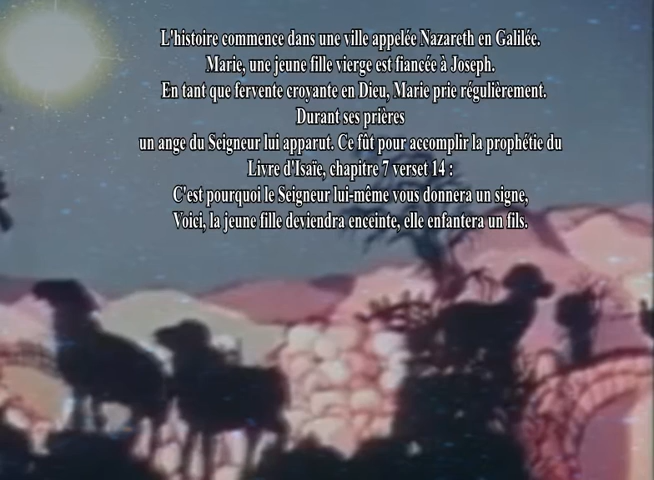 L'histoire commence dans une ville appelée Nazareth en Galilée.
Marie, une jeune fille vierge est fiancée à Joseph.
En tant que fervente croyante en Dieu, Marie prie régulièrement.
Durant ses prières
un ange du Seigneur lui apparut. Ce fût pour accomplir la prophétie du
Livre d'Isaïe, chapitre 7 verset 14 :
C'est pourquoi le Seigneur lui-même vous donnera un signe,
Voici, la jeune fille deviendra enceinte, elle enfantera un fils.